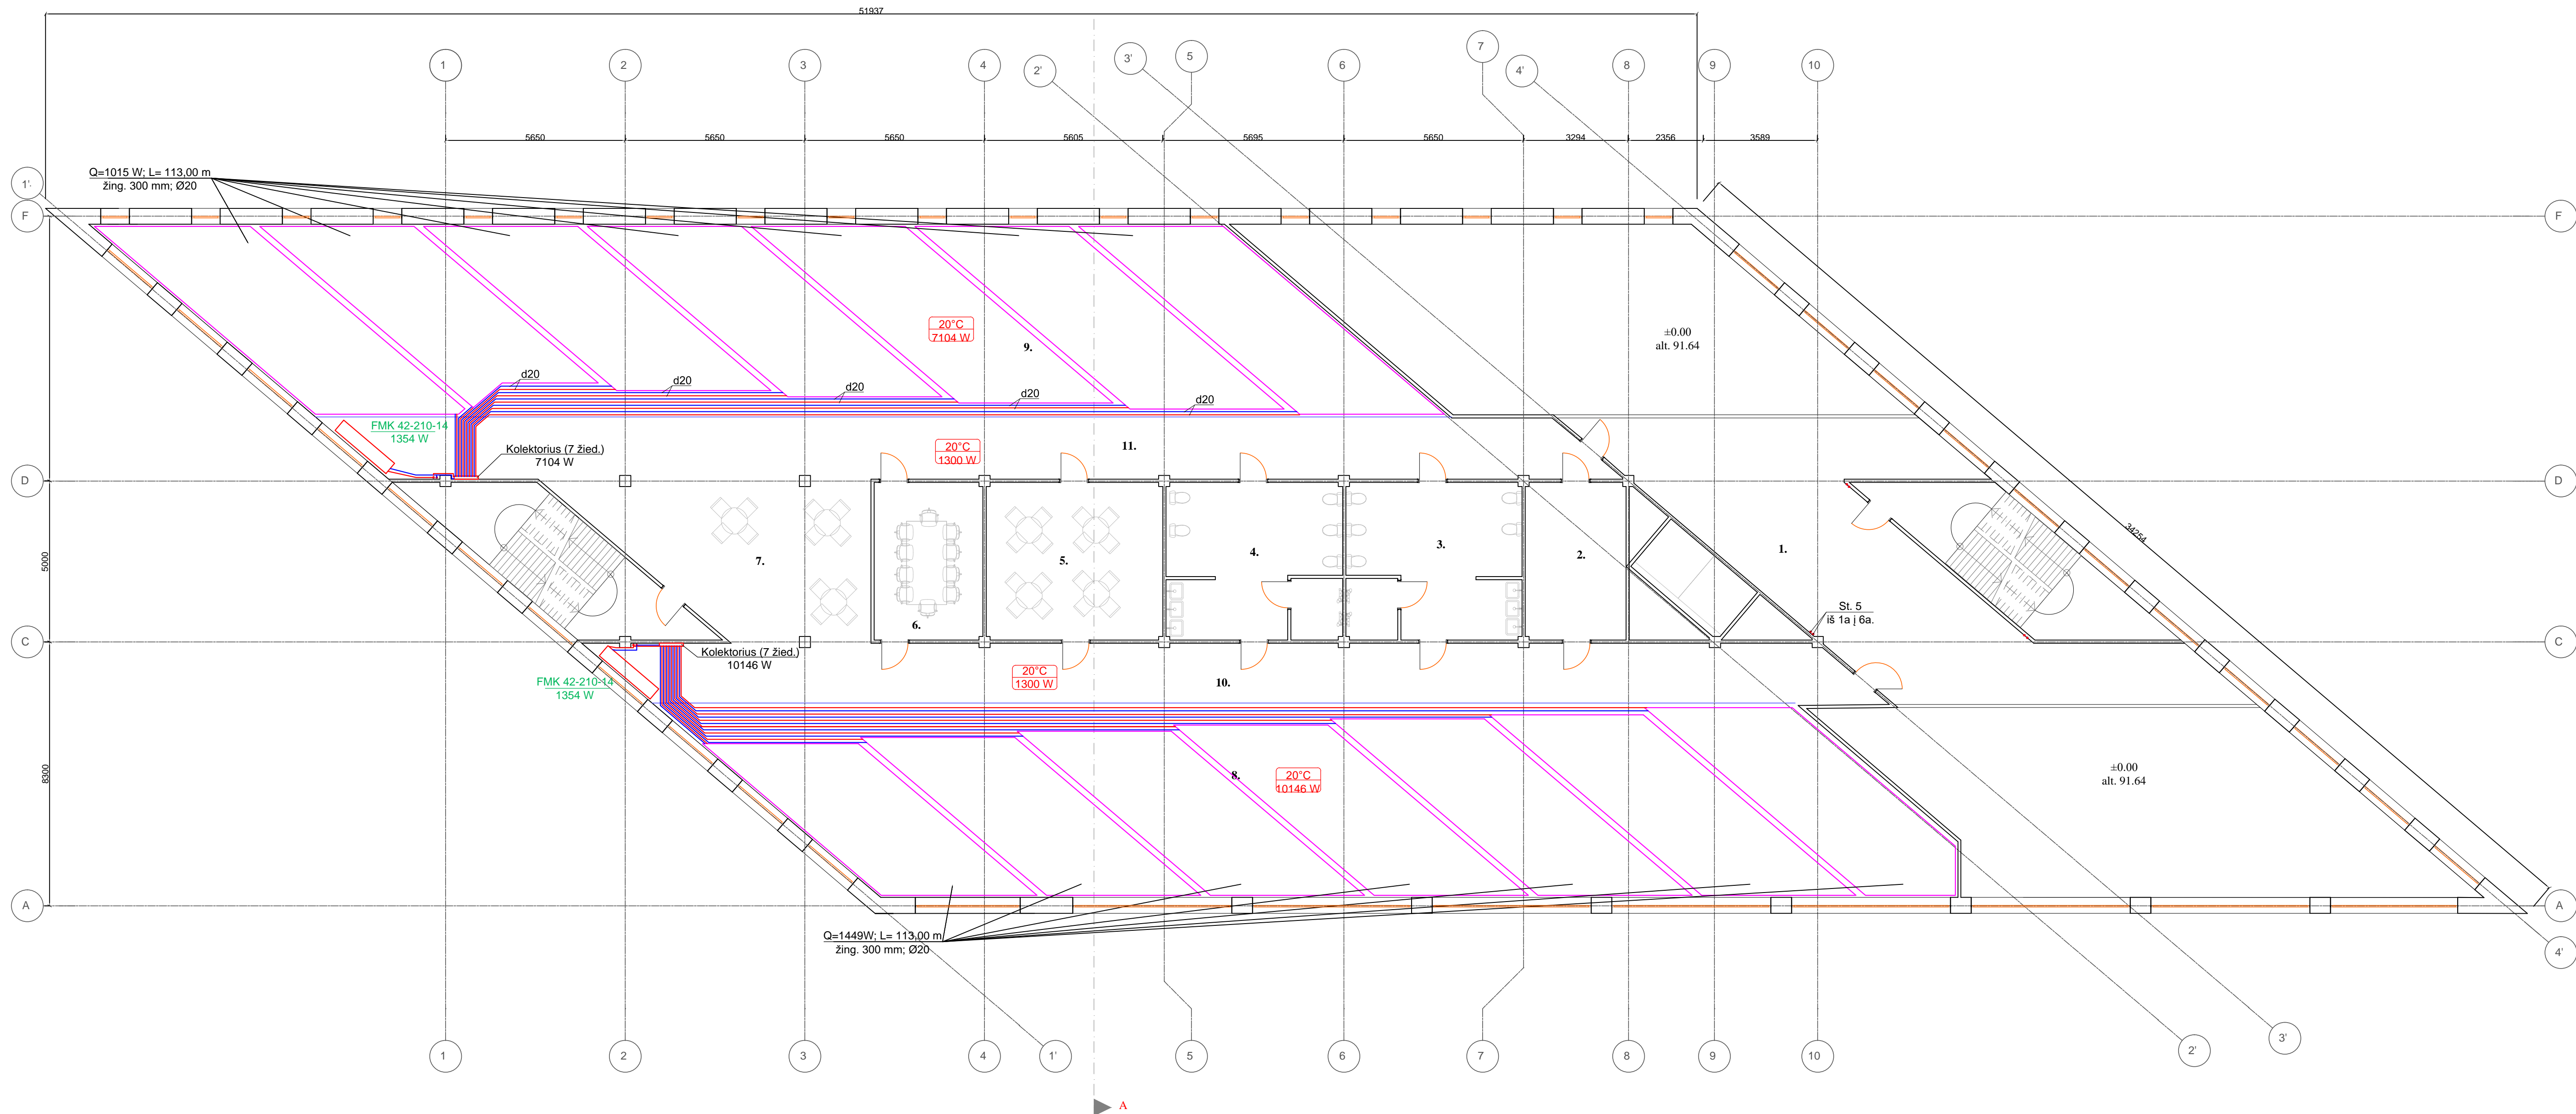 51937
1
2
3
4
2'
3'
5
6
7
4'
8
9
10
5650
5650
5650
5605
5695
5650
3294
2356
3589
Q=1015 W; L= 113,00 m
žing. 300 mm; Ø20
1'
F
F
20°C
7104 W
9.
±0.00
alt. 91.64
d20
d20
d20
d20
d20
FMK 42-210-14
1354 W
Kolektorius (7 žied.)
7104 W
20°C
1300 W
11.
D
D
34254
5000
7.
6.
5.
4.
3.
2.
1.
St. 5
iš 1a į 6a.
C
C
Kolektorius (7 žied.)
10146 W
FMK 42-210-14
1354 W
20°C
1300 W
10.
8300
8.
20°C
10146 W
±0.00
alt. 91.64
A
A
Q=1449W; L= 113,00 m
žing. 300 mm; Ø20
4'
1
2
3
4
1'
5
6
7
8
9
10
2'
3'
A